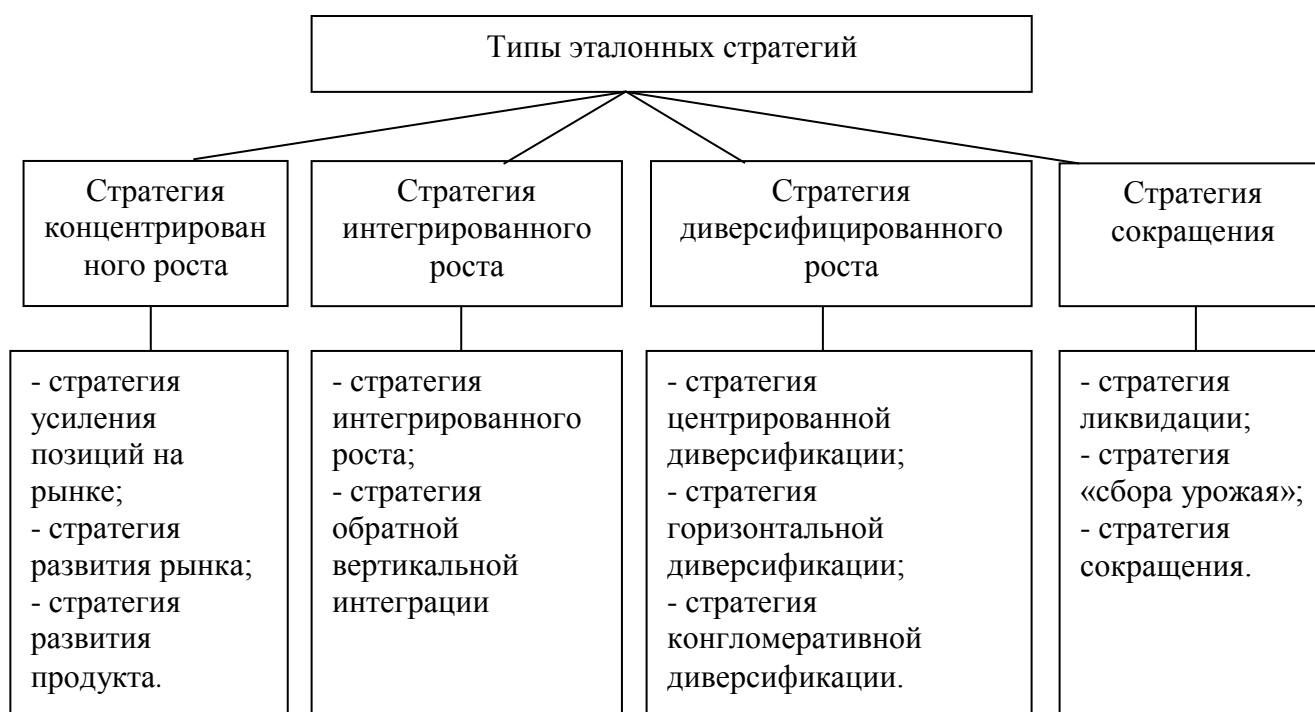 Типы эталонных стратегий
Стратегия
концентрирован
ного роста
Стратегия
интегрированного
роста
Стратегия
диверсифицированного
роста
Стратегия
сокращения
- стратегия
усиления
позиций на
рынке;
- стратегия
развития рынка;
- стратегия
развития
продукта.
- стратегия
интегрированного
роста;
- стратегия
обратной
вертикальной
интеграции
- стратегия
центрированной
диверсификации;
- стратегия
горизонтальной
диверсификации;
- стратегия
конгломеративной
диверсификации.
- стратегия
ликвидации;
- стратегия
«сбора урожая»;
- стратегия
сокращения.